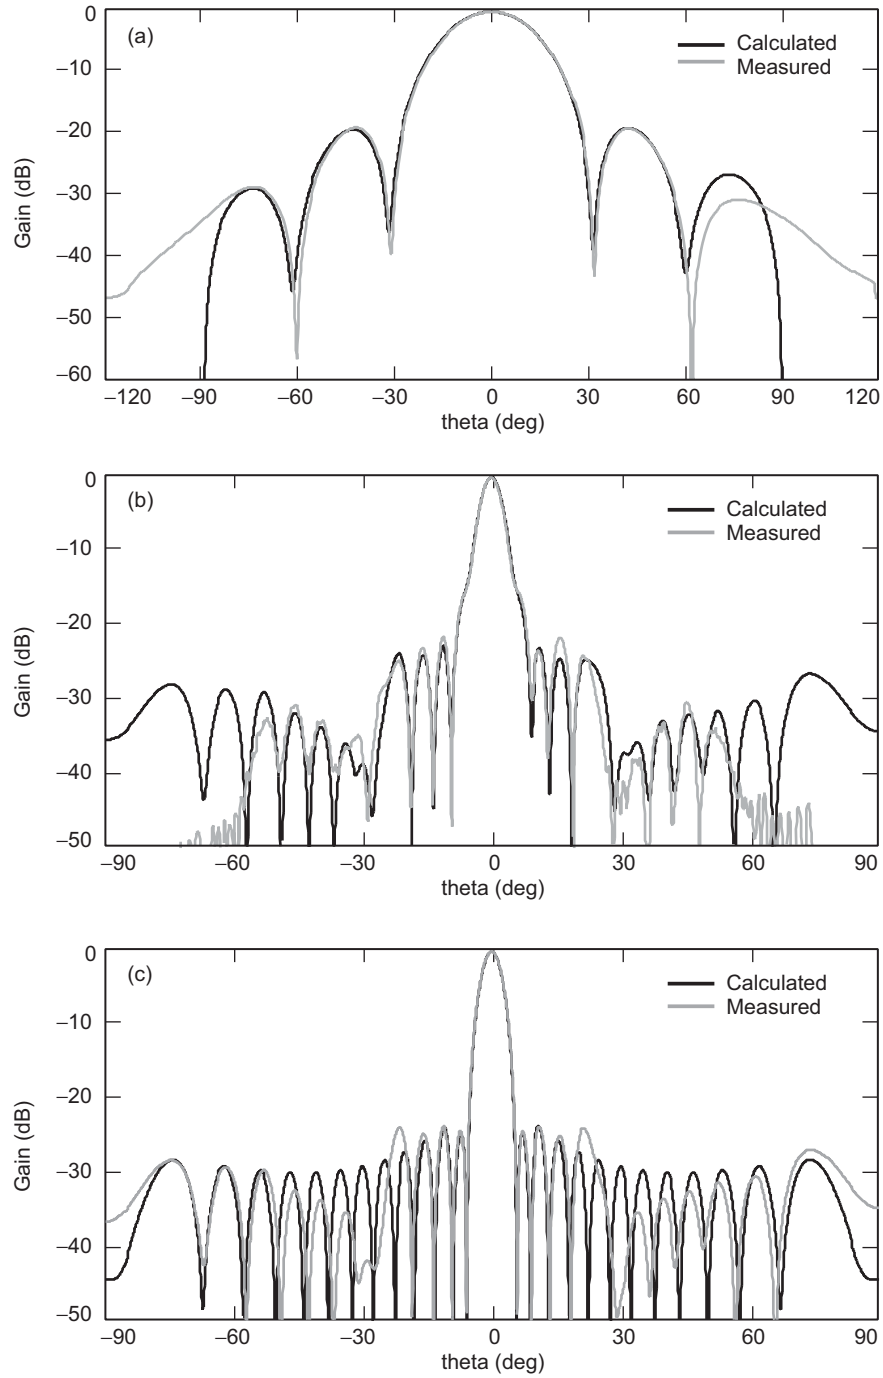 (a)
Calculated
Measured
Gain (dB)
0
–10
–20
–30
–40
–50
–60
–120 –90 –60 –30 0 30 60 90 120
theta (deg)
(b)
Calculated
Measured
Gain (dB)
0
–10
–20
–30
–40
–50
–90 –60 –30 0 30 60 90
theta (deg)
(c)
Calculated
Measured
Gain (dB)
0
–10
–20
–30
–40
–50
–90 –60 –30 0 30 60 90
theta (deg)